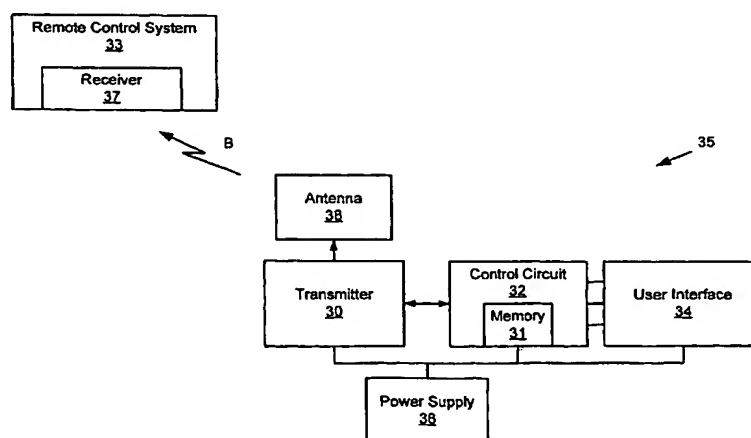 Remote Control System
33
Receiver
37
B
35
Antenna
38
Transmitter
30
Control Circuit
32
Memory
31
User Interface
34
Power Supply
38